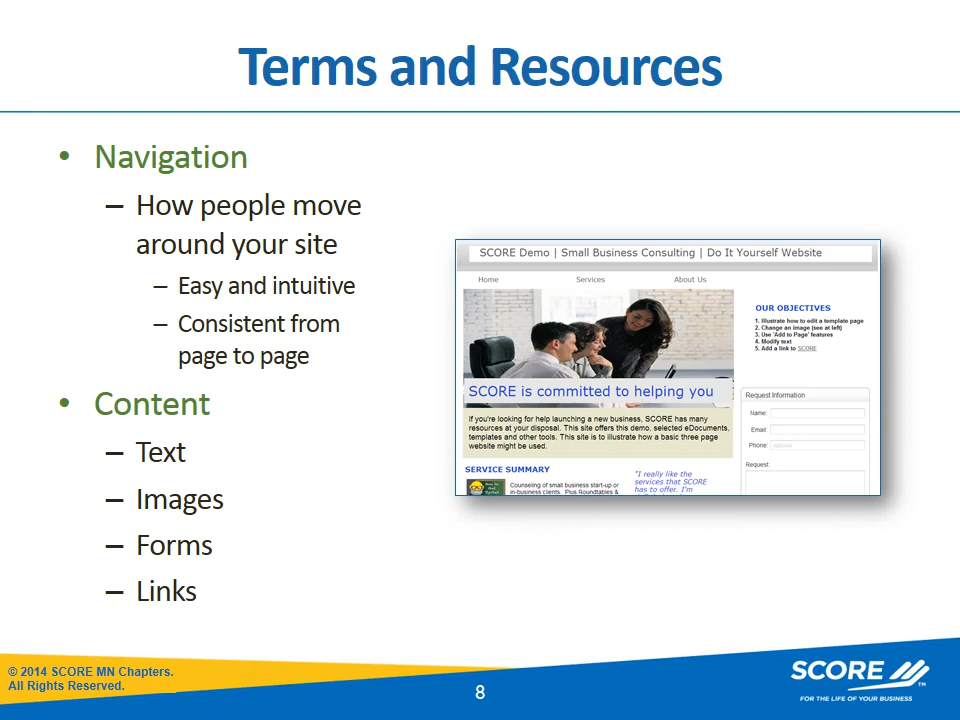 Terms and Resources
• Navigation
– How people move
around your site
– Easy and intuitive
– Consistent from
page to page
• Content
– Text
– Images
– Forms
– Links
SCORE Demo | Small Business Consulting | Do It Yourself Website
Home Services About Us
SCORE is committed to helping you
If you're looking for help launching a new business, SCORE has many
resources at your disposal. This site offers this demo, selected eDocuments,
templates and other tools. This site is to illustrate how a basic three page
website might be used.
SERVICE SUMMARY
Counseling of small business start-up or
in-business clients Plus Roundtables &
"I really like the
services that SCORE
has to offer. I'm
OUR OBJECTIVES
1. Illustrate how to edit a template page
2. Change an image (see at left)
3. Use 'Add to Page' features
4. Modify text
5. Add a link to SCORE
Request Information
Name:
Email
Phone: optional
Request
© 2014 SCORE MN Chapters.
All Rights Reserved.
8
SCORE TM
FOR THE LIFE OF YOUR BUSINESS